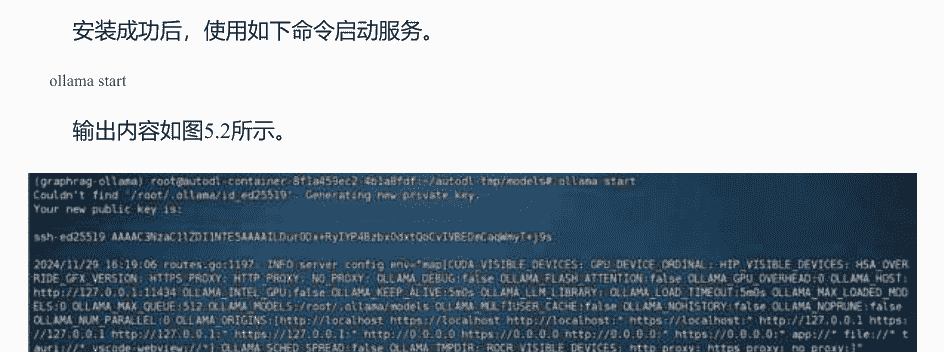 安装成功后，使用如下命令启动服务。
ollama start
输出内容如图5.2所示。
(graphrag-ollama) root@autodl-container-8f1a459ec2-4b1a8fdf:~/autodl-tmp/models# ollama start
Couldn't find '/root/.ollama/id_ed25519'. Generating new private key.
Your new public key is:
ssh-ed25519
2024/11/29 16:19:06 routes.go:1197: INFO server config env="map[CUDA_VISIBLE_DEVICES: GPU_DEVICE_ORDINAL: HIP_VISIBLE_DEVICES: HSA_OVER
RIDE_GFX_VERSION: HTTPS_PROXY: HTTP_PROXY: NO_PROXY: OLLAMA_DEBUG:false OLLAMA_FLASH_ATTENTION:false OLLAMA_GPU_OVERHEAD:0 OLLAMA_HOST:
http://127.0.0.1:11434 OLLAMA_INTEL_GPU:false OLLAMA_KEEP_ALIVE:5m0s OLLAMA_LLM_LIBRARY: OLLAMA_LOAD_TIMEOUT:5m0s OLLAMA_MAX_LOADED_MOD
ELS:0 OLLAMA_MAX_QUEUE:512 OLLAMA_MODELS:/root/.ollama/models OLLAMA_MULTIUSER_CACHE:false OLLAMA_NOHISTORY:false OLLAMA_NOPRUNE:false
OLLAMA_NUM_PARALLEL:0 OLLAMA_ORIGINS:[http://localhost https://localhost http://localhost:* https://localhost:* http://127.0.0.1 https:
//127.0.0.1 http://127.0.0.1:* https://127.0.0.1:* http://0.0.0.0 https://0.0.0.0 http://0.0.0.0:* https://0.0.0.0:* app://* file://* t
auri://* vscode-webview://*] OLLAMA_SCHED_SPREAD:false OLLAMA_TMPDIR: ROCR_VISIBLE_DEVICES: http_proxy: https_proxy: no_proxy:]"